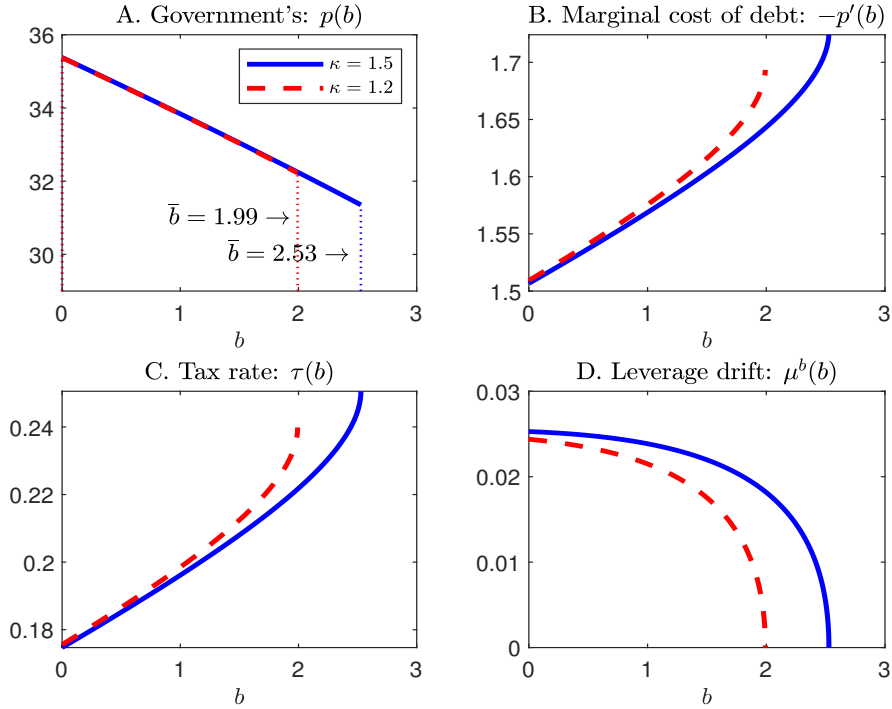 A. Government's: p(b)
36
34
32
30
0
1
2
3
b
κ = 1.5
κ = 1.2
b̅ = 1.99 →
b̅ = 2.53 →
B. Marginal cost of debt: −p′(b)
1.7
1.65
1.6
1.55
1.5
0
1
2
3
b
C. Tax rate: τ(b)
0.24
0.22
0.2
0.18
0
1
2
3
b
D. Leverage drift: μᵇ(b)
0.03
0.02
0.01
0
0
1
2
3
b